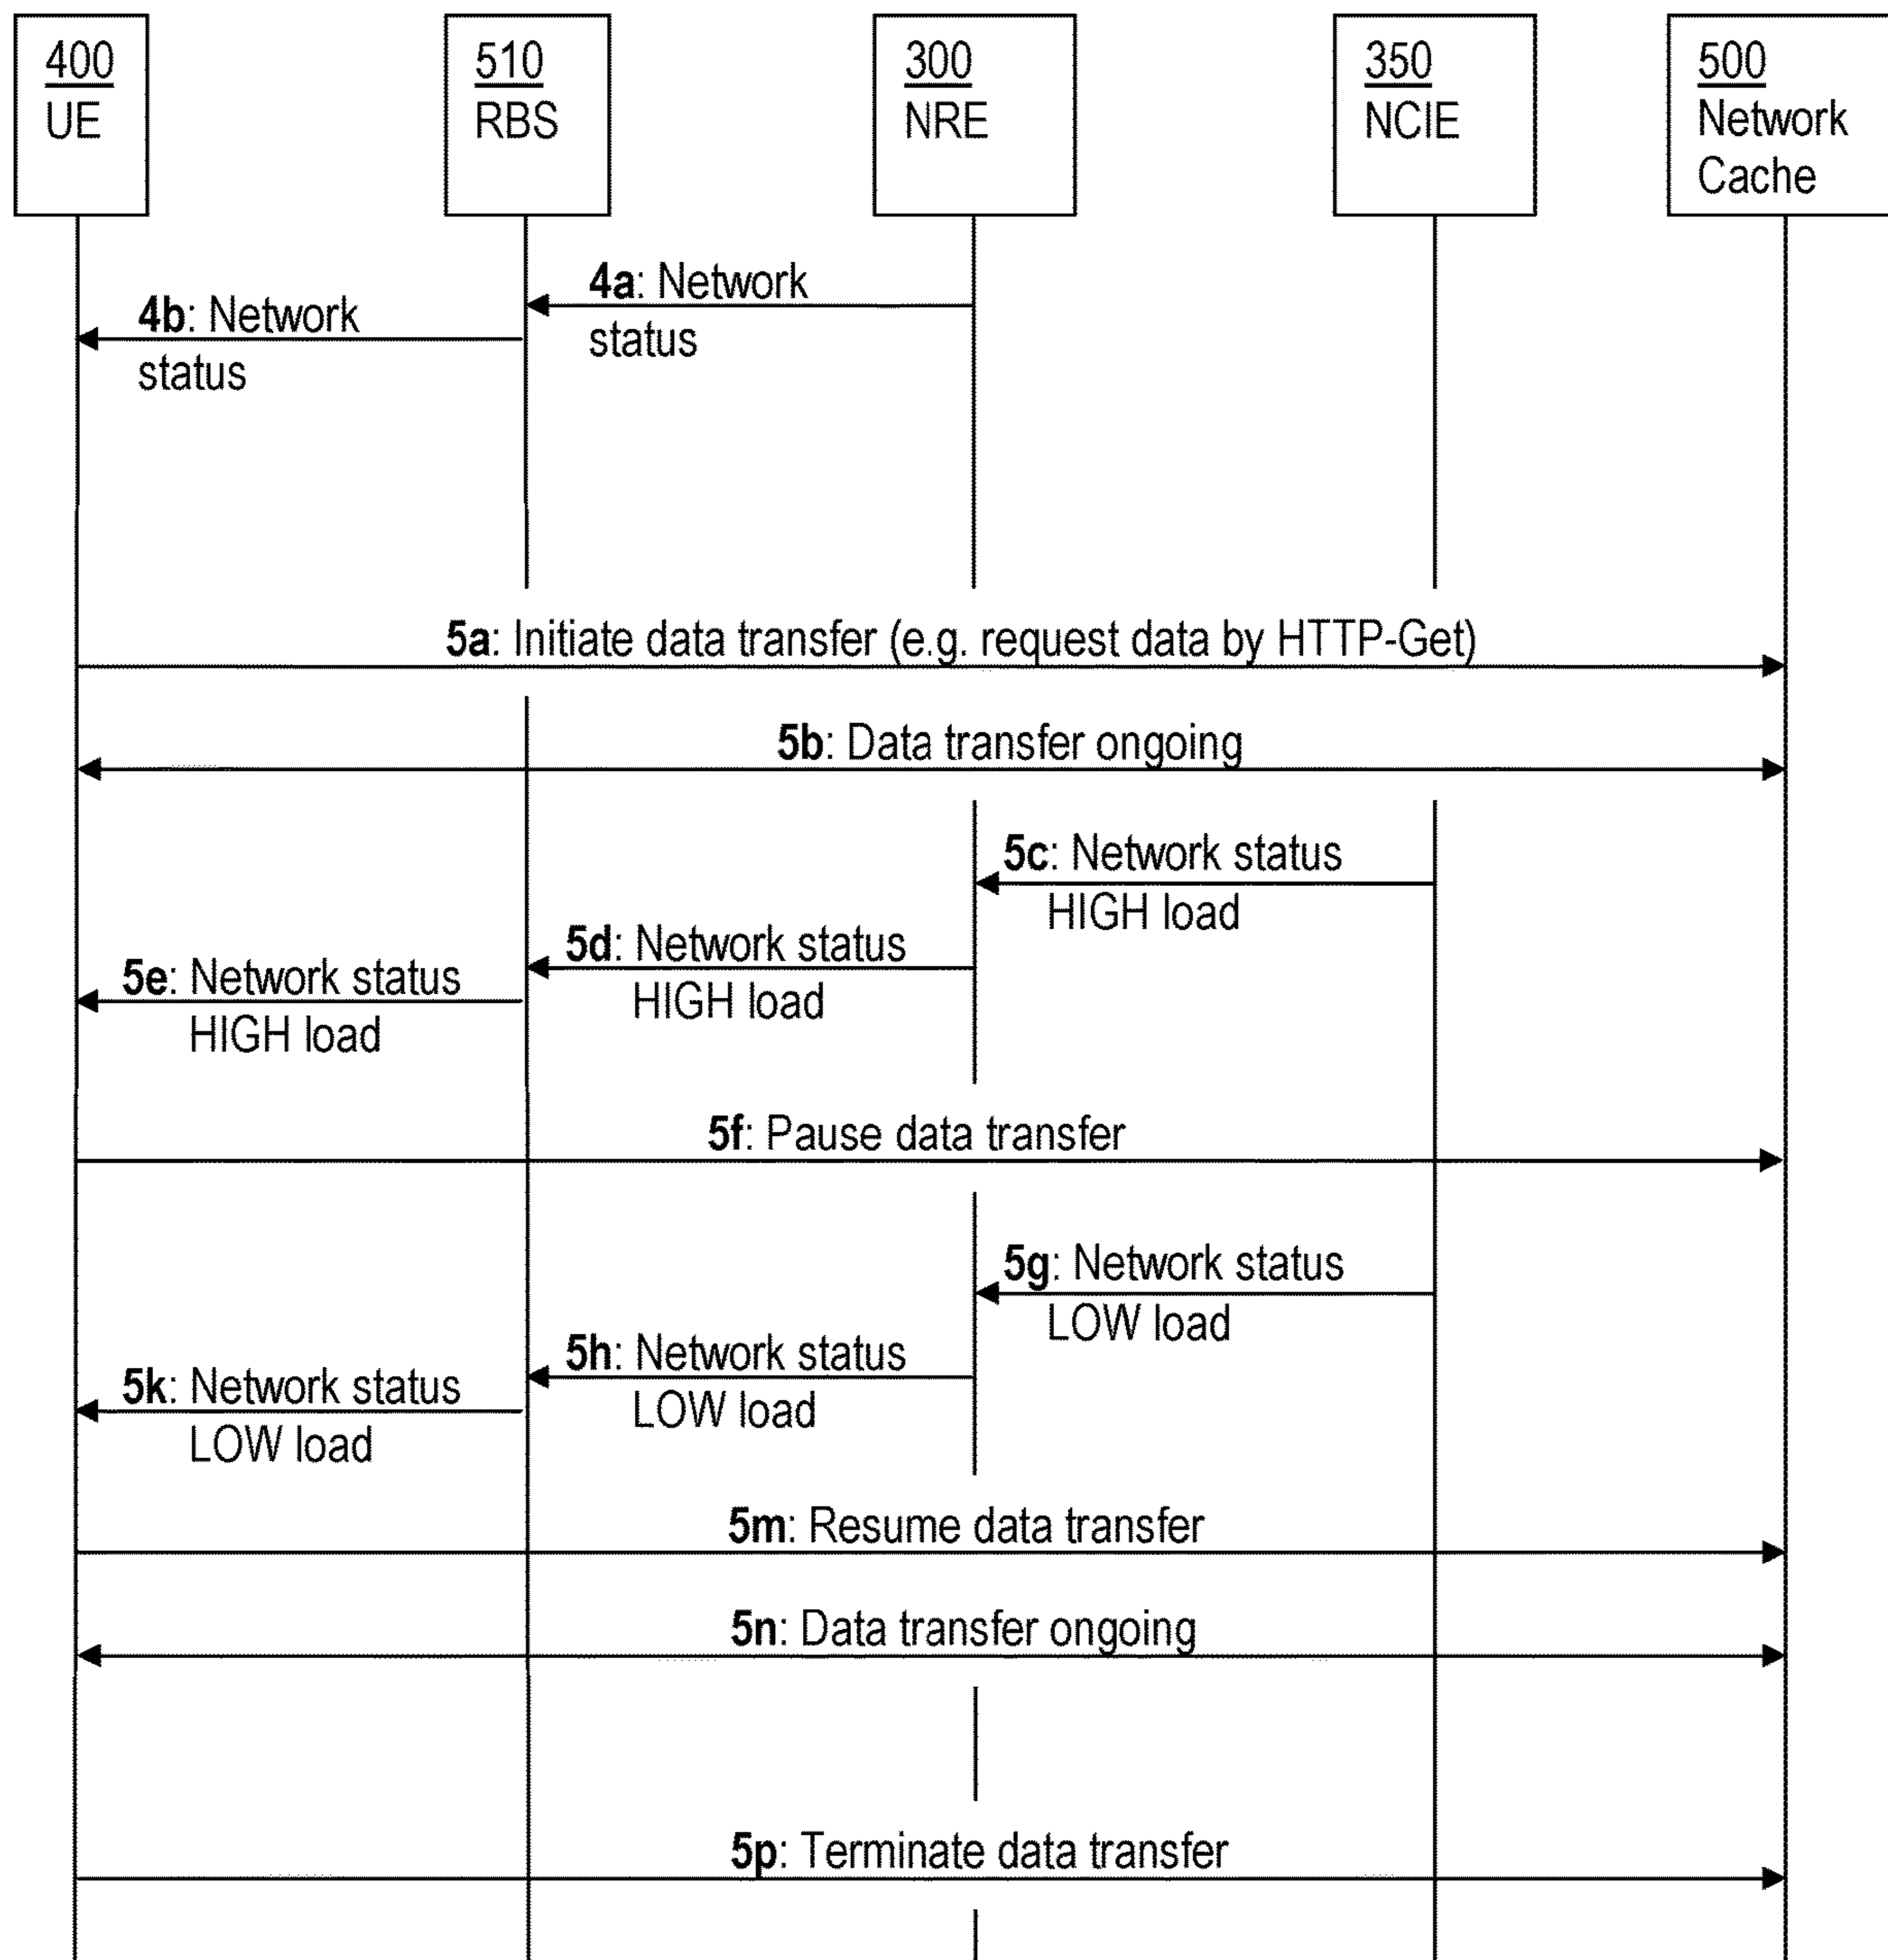 400
UE
510
RBS
300
NRE
350
NCIE
500
Network
Cache
4a: Network
status
4b: Network
status
5a: Initiate data transfer (e.g. request data by HTTP-Get)
5b: Data transfer ongoing
5c: Network status
HIGH load
5d: Network status
HIGH load
5e: Network status
HIGH load
5f: Pause data transfer
5g: Network status
LOW load
5h: Network status
LOW load
5k: Network status
LOW load
5m: Resume data transfer
5n: Data transfer ongoing
5p: Terminate data transfer